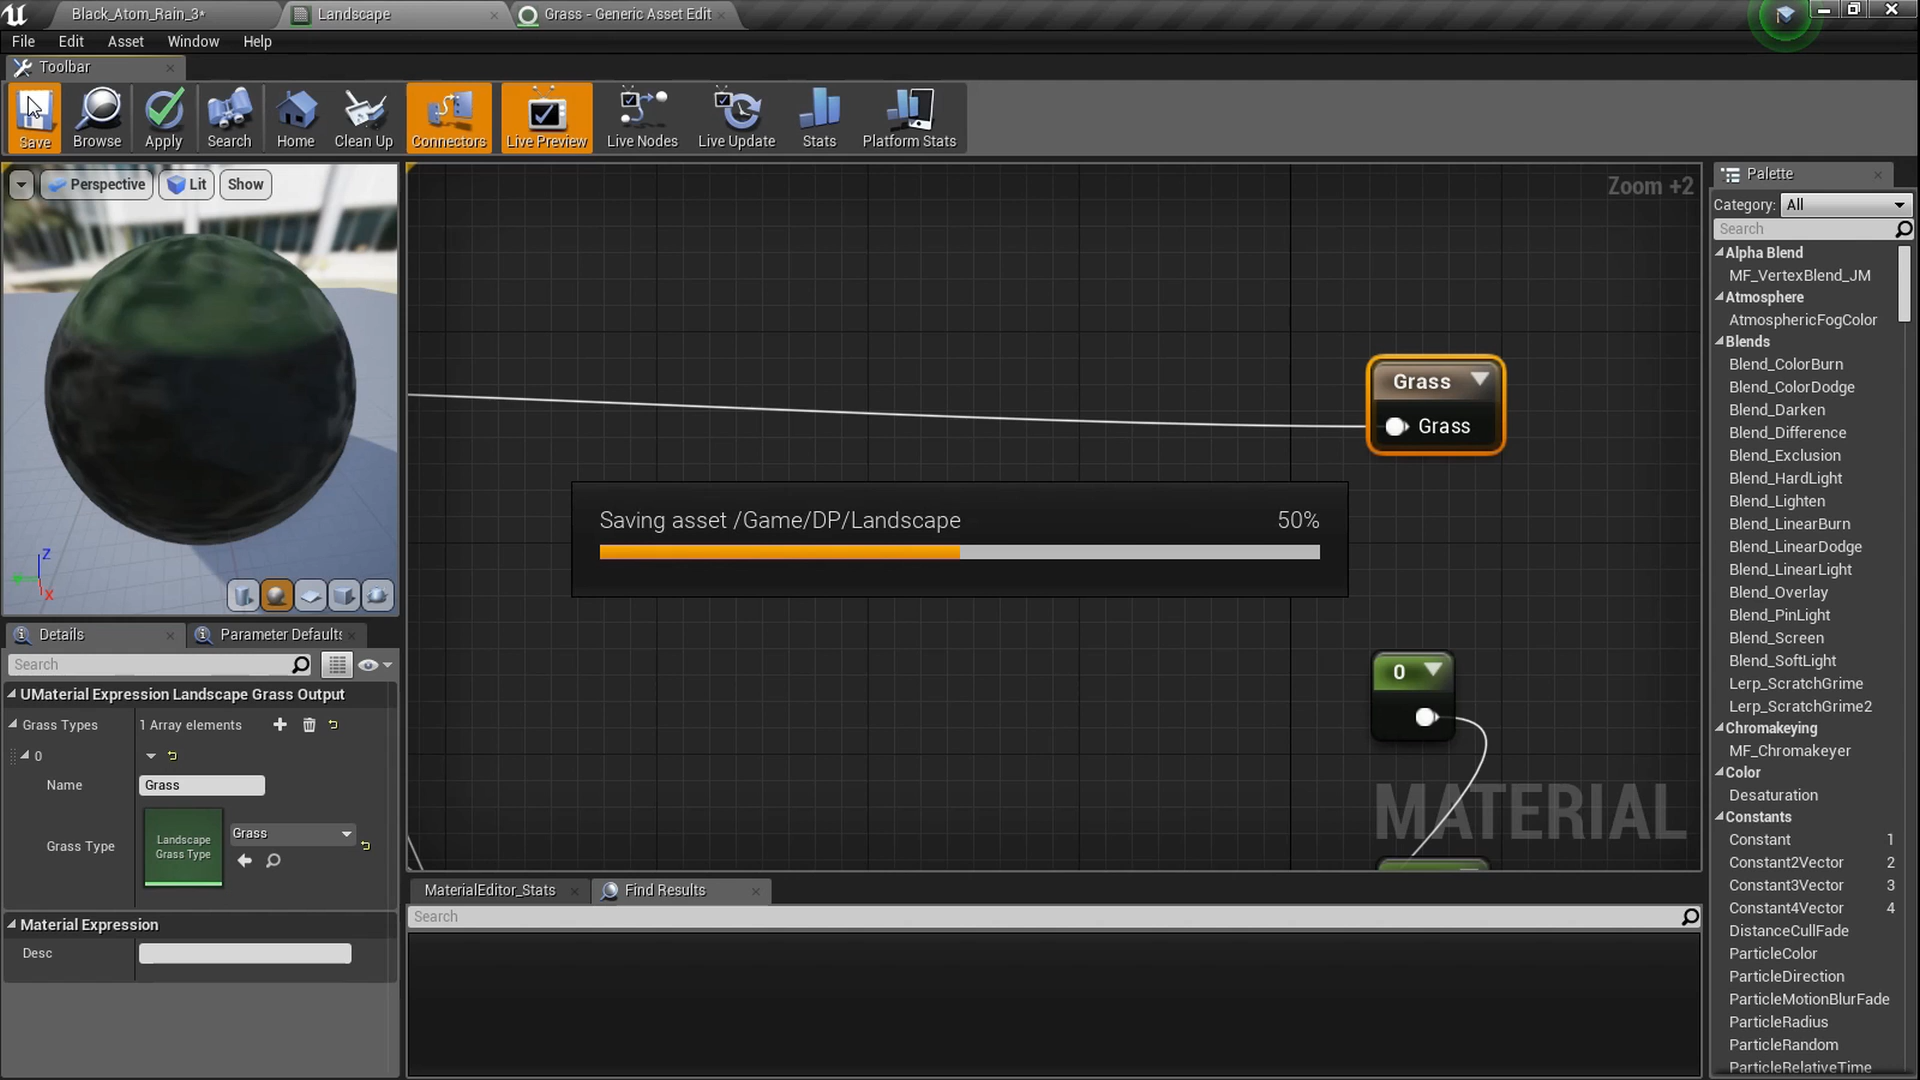 Black_Atom_Rain_3*
Landscape
Grass - Generic Asset Edit
File Edit Asset Window Help
Toolbar
Save Browse Apply Search Home Clean Up Connectors Live Preview Live Nodes Live Update Stats Platform Stats
Perspective Lit Show
Z
X
Zoom +2
Grass
Grass
Saving asset /Game/DP/Landscape 50%
0
MATERIAL
Details
Parameter Defaults
Search
UMaterial Expression Landscape Grass Output
Grass Types 1 Array elements
0
Name Grass
Grass Type
Landscape
Grass Type
Grass
Material Expression
Desc
MaterialEditor_Stats
Find Results
Search
Palette
Category: All
Search
Alpha Blend
MF_VertexBlend_JM
Atmosphere
AtmosphericFogColor
Blends
Blend_ColorBurn
Blend_ColorDodge
Blend_Darken
Blend_Difference
Blend_Exclusion
Blend_HardLight
Blend_Lighten
Blend_LinearBurn
Blend_LinearDodge
Blend_LinearLight
Blend_Overlay
Blend_PinLight
Blend_Screen
Blend_SoftLight
Lerp_ScratchGrime
Lerp_ScratchGrime2
Chromakeying
MF_Chromakeyer
Color
Desaturation
Constants
Constant 1
Constant2Vector 2
Constant3Vector 3
Constant4Vector 4
DistanceCullFade
ParticleColor
ParticleDirection
ParticleMotionBlurFade
ParticleRadius
ParticleRandom
ParticleRelativeTime